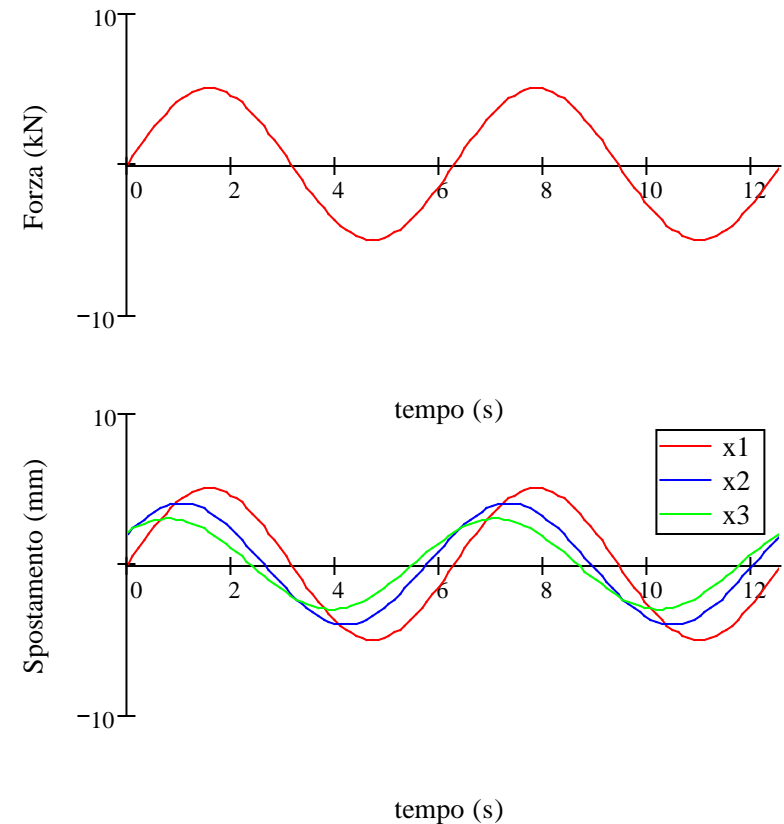 10
Forza (kN)
0 2 4 6 8 10 12
−10
tempo (s)
10
x1
x2
x3
Spostamento (mm)
0 2 4 6 8 10 12
−10
tempo (s)